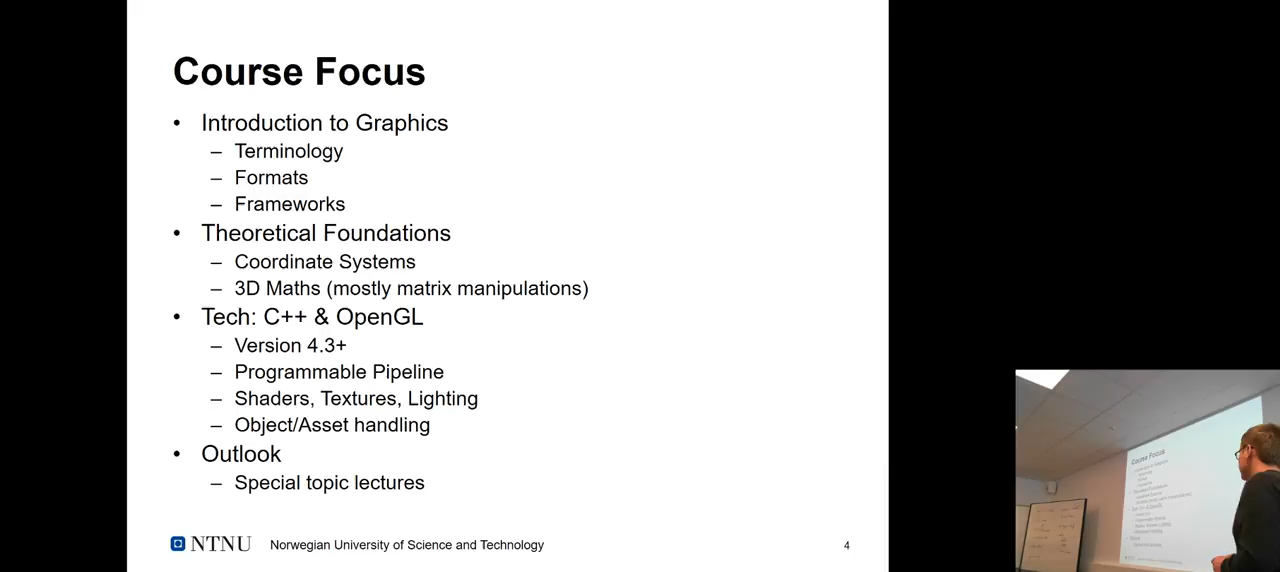 Course Focus
• Introduction to Graphics
– Terminology
– Formats
– Frameworks
• Theoretical Foundations
– Coordinate Systems
– 3D Maths (mostly matrix manipulations)
• Tech: C++ & OpenGL
– Version 4.3+
– Programmable Pipeline
– Shaders, Textures, Lighting
– Object/Asset handling
• Outlook
– Special topic lectures
NTNU Norwegian University of Science and Technology 4
Course Focus